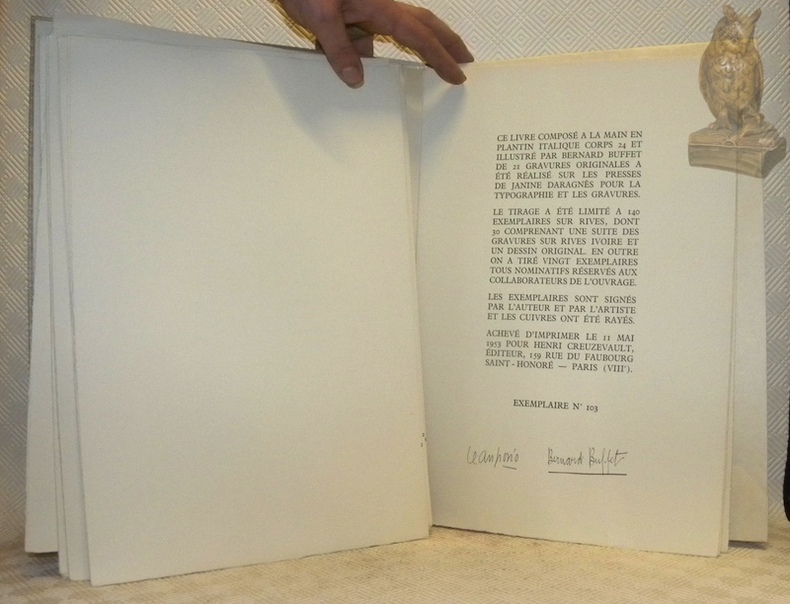 CE LIVRE COMPOSÉ A LA MAIN EN
PLANTIN ITALIQUE CORPS 24 ET
ILLUSTRÉ PAR BERNARD BUFFET
DE 21 GRAVURES ORIGINALES A
ÉTÉ RÉALISÉ SUR LES PRESSES
DE JANINE DARAGNÈS POUR LA
TYPOGRAPHIE ET LES GRAVURES.
LE TIRAGE A ÉTÉ LIMITÉ A 140
EXEMPLAIRES SUR RIVES, DONT
30 COMPRENANT UNE SUITE DES
GRAVURES SUR RIVES IVOIRE ET
UN DESSIN ORIGINAL. EN OUTRE
ON A TIRÉ VINGT EXEMPLAIRES
TOUS NOMINATIFS RÉSERVÉS AUX
COLLABORATEURS DE L'OUVRAGE.
LES EXEMPLAIRES SONT SIGNÉS
PAR L'AUTEUR ET PAR L'ARTISTE
ET LES CUIVRES ONT ÉTÉ RAYÉS.
ACHEVÉ D'IMPRIMER LE 11 MAI
1953 POUR HENRI CREUZEVAULT,
ÉDITEUR, 159 RUE DU FAUBOURG
SAINT-HONORÉ — PARIS (VIIIᵉ).
EXEMPLAIRE N° 103
Jean Giono Bernard Buffet